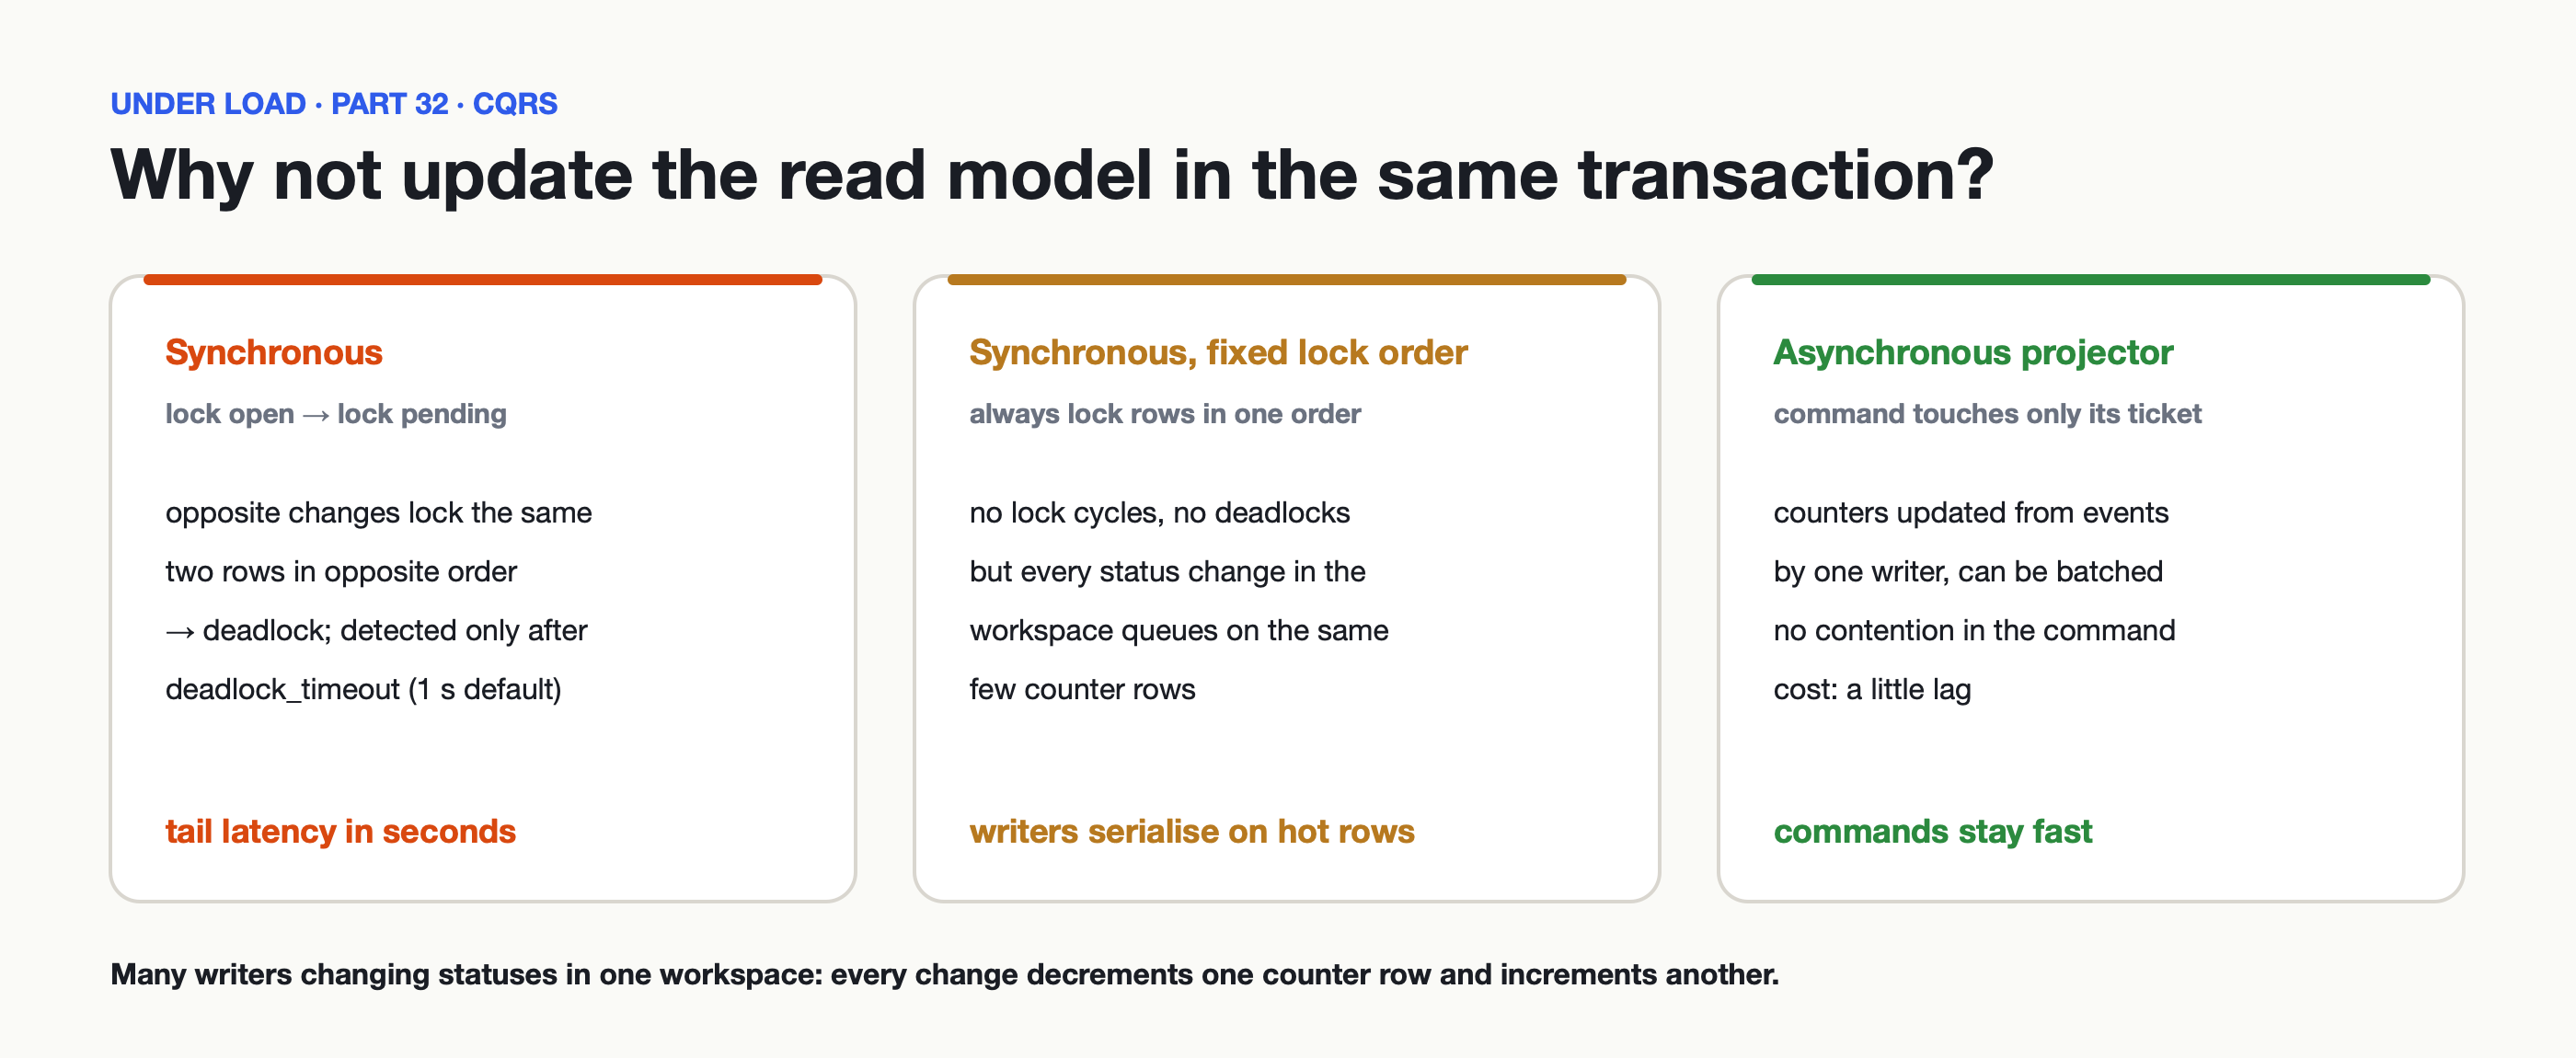 UNDER LOAD · PART 32 · CQRS
Why not update the read model in the same transaction?
Synchronous
lock open → lock pending
opposite changes lock the same
two rows in opposite order
→ deadlock; detected only after
deadlock_timeout (1 s default)
tail latency in seconds
Synchronous, fixed lock order
always lock rows in one order
no lock cycles, no deadlocks
but every status change in the
workspace queues on the same
few counter rows
writers serialise on hot rows
Asynchronous projector
command touches only its ticket
counters updated from events
by one writer, can be batched
no contention in the command
cost: a little lag
commands stay fast
Many writers changing statuses in one workspace: every change decrements one counter row and increments another.